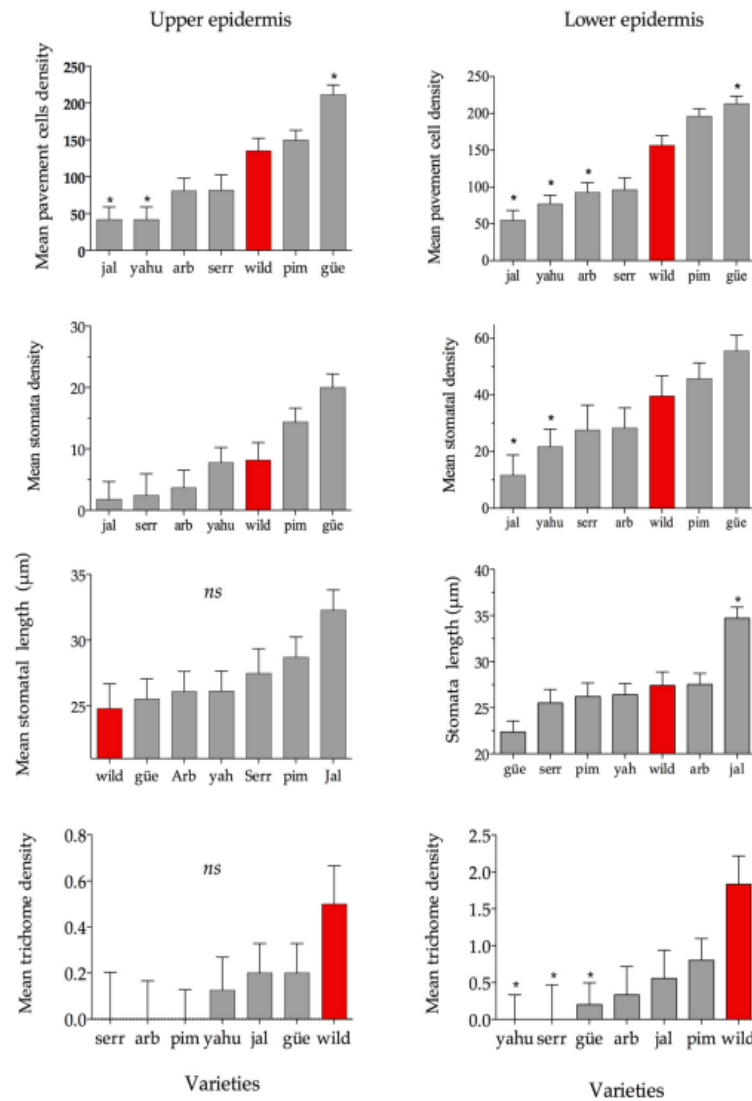 Upper epidermis
Mean pavement cells density
250
200
150
100
50
0
*
*
*
jal yahu arb serr wild pim güe
Lower epidermis
Mean pavement cell density
250
200
150
100
50
0
*
*
*
*
jal yahu arb serr wild pim güe
Mean stomata density
30
20
10
0
jal serr arb yahu wild pim güe
Mean stomatal density
60
40
20
0
*
*
jal yahu serr arb wild pim güe
Mean stomatal length (µm)
35
30
25
ns
wild güe Arb yah Serr pim Jal
Stomata length (µm)
40
35
30
25
20
*
güe serr pim yah wild arb jal
Mean trichome density
0.8
0.6
0.4
0.2
0.0
ns
serr arb pim yahu jal güe wild
Varieties
Mean trichome density
2.5
2.0
1.5
1.0
0.5
0.0
*
*
*
yahu serr güe arb jal pim wild
Varieties